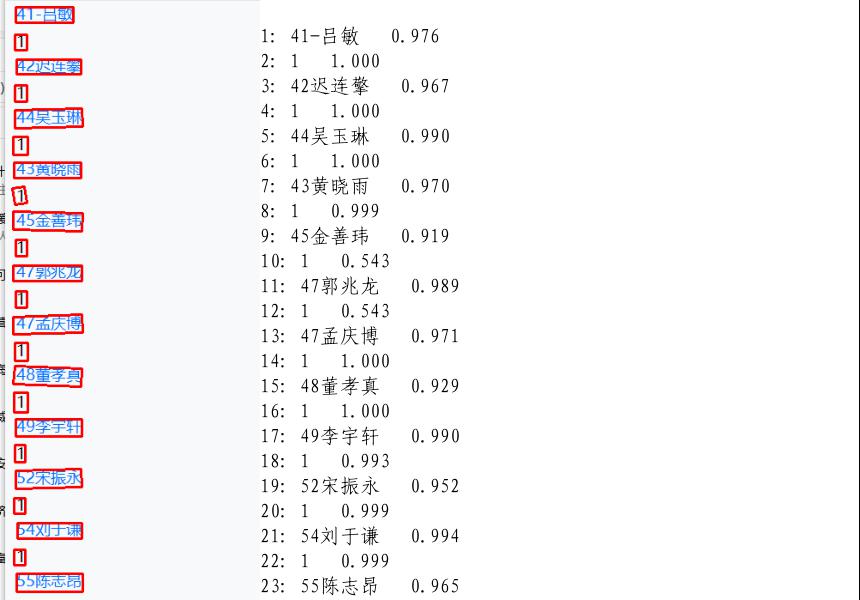 41-吕敏
1
42迟连擎
1
44吴玉琳
1
43黄晓雨
1
45金善玮
1
47郭兆龙
1
47孟庆博
1
48董孝真
1
49李宇轩
1
52宋振永
1
54刘于谦
1
55陈志昂
1: 41-吕敏 0.976
2: 1 1.000
3: 42迟连擎 0.967
4: 1 1.000
5: 44吴玉琳 0.990
6: 1 1.000
7: 43黄晓雨 0.970
8: 1 0.999
9: 45金善玮 0.919
10: 1 0.543
11: 47郭兆龙 0.989
12: 1 0.543
13: 47孟庆博 0.971
14: 1 1.000
15: 48董孝真 0.929
16: 1 1.000
17: 49李宇轩 0.990
18: 1 0.993
19: 52宋振永 0.952
20: 1 0.999
21: 54刘于谦 0.994
22: 1 0.999
23: 55陈志昂 0.965